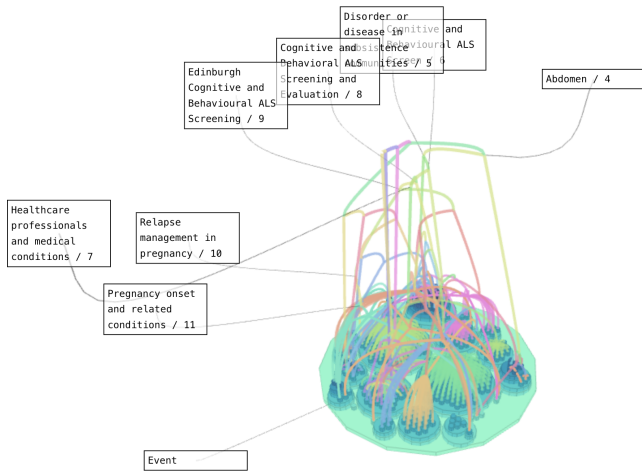 Disorder or
disease in
subsistence
communities / 5
Cognitive and
Behavioural ALS
Screen / 6
Cognitive and
Behavioral ALS
Screening and
Evaluation / 8
Edinburgh
Cognitive and
Behavioural ALS
Screening / 9
Abdomen / 4
Healthcare
professionals
and medical
conditions / 7
Relapse
management in
pregnancy / 10
Pregnancy onset
and related
conditions / 11
Event